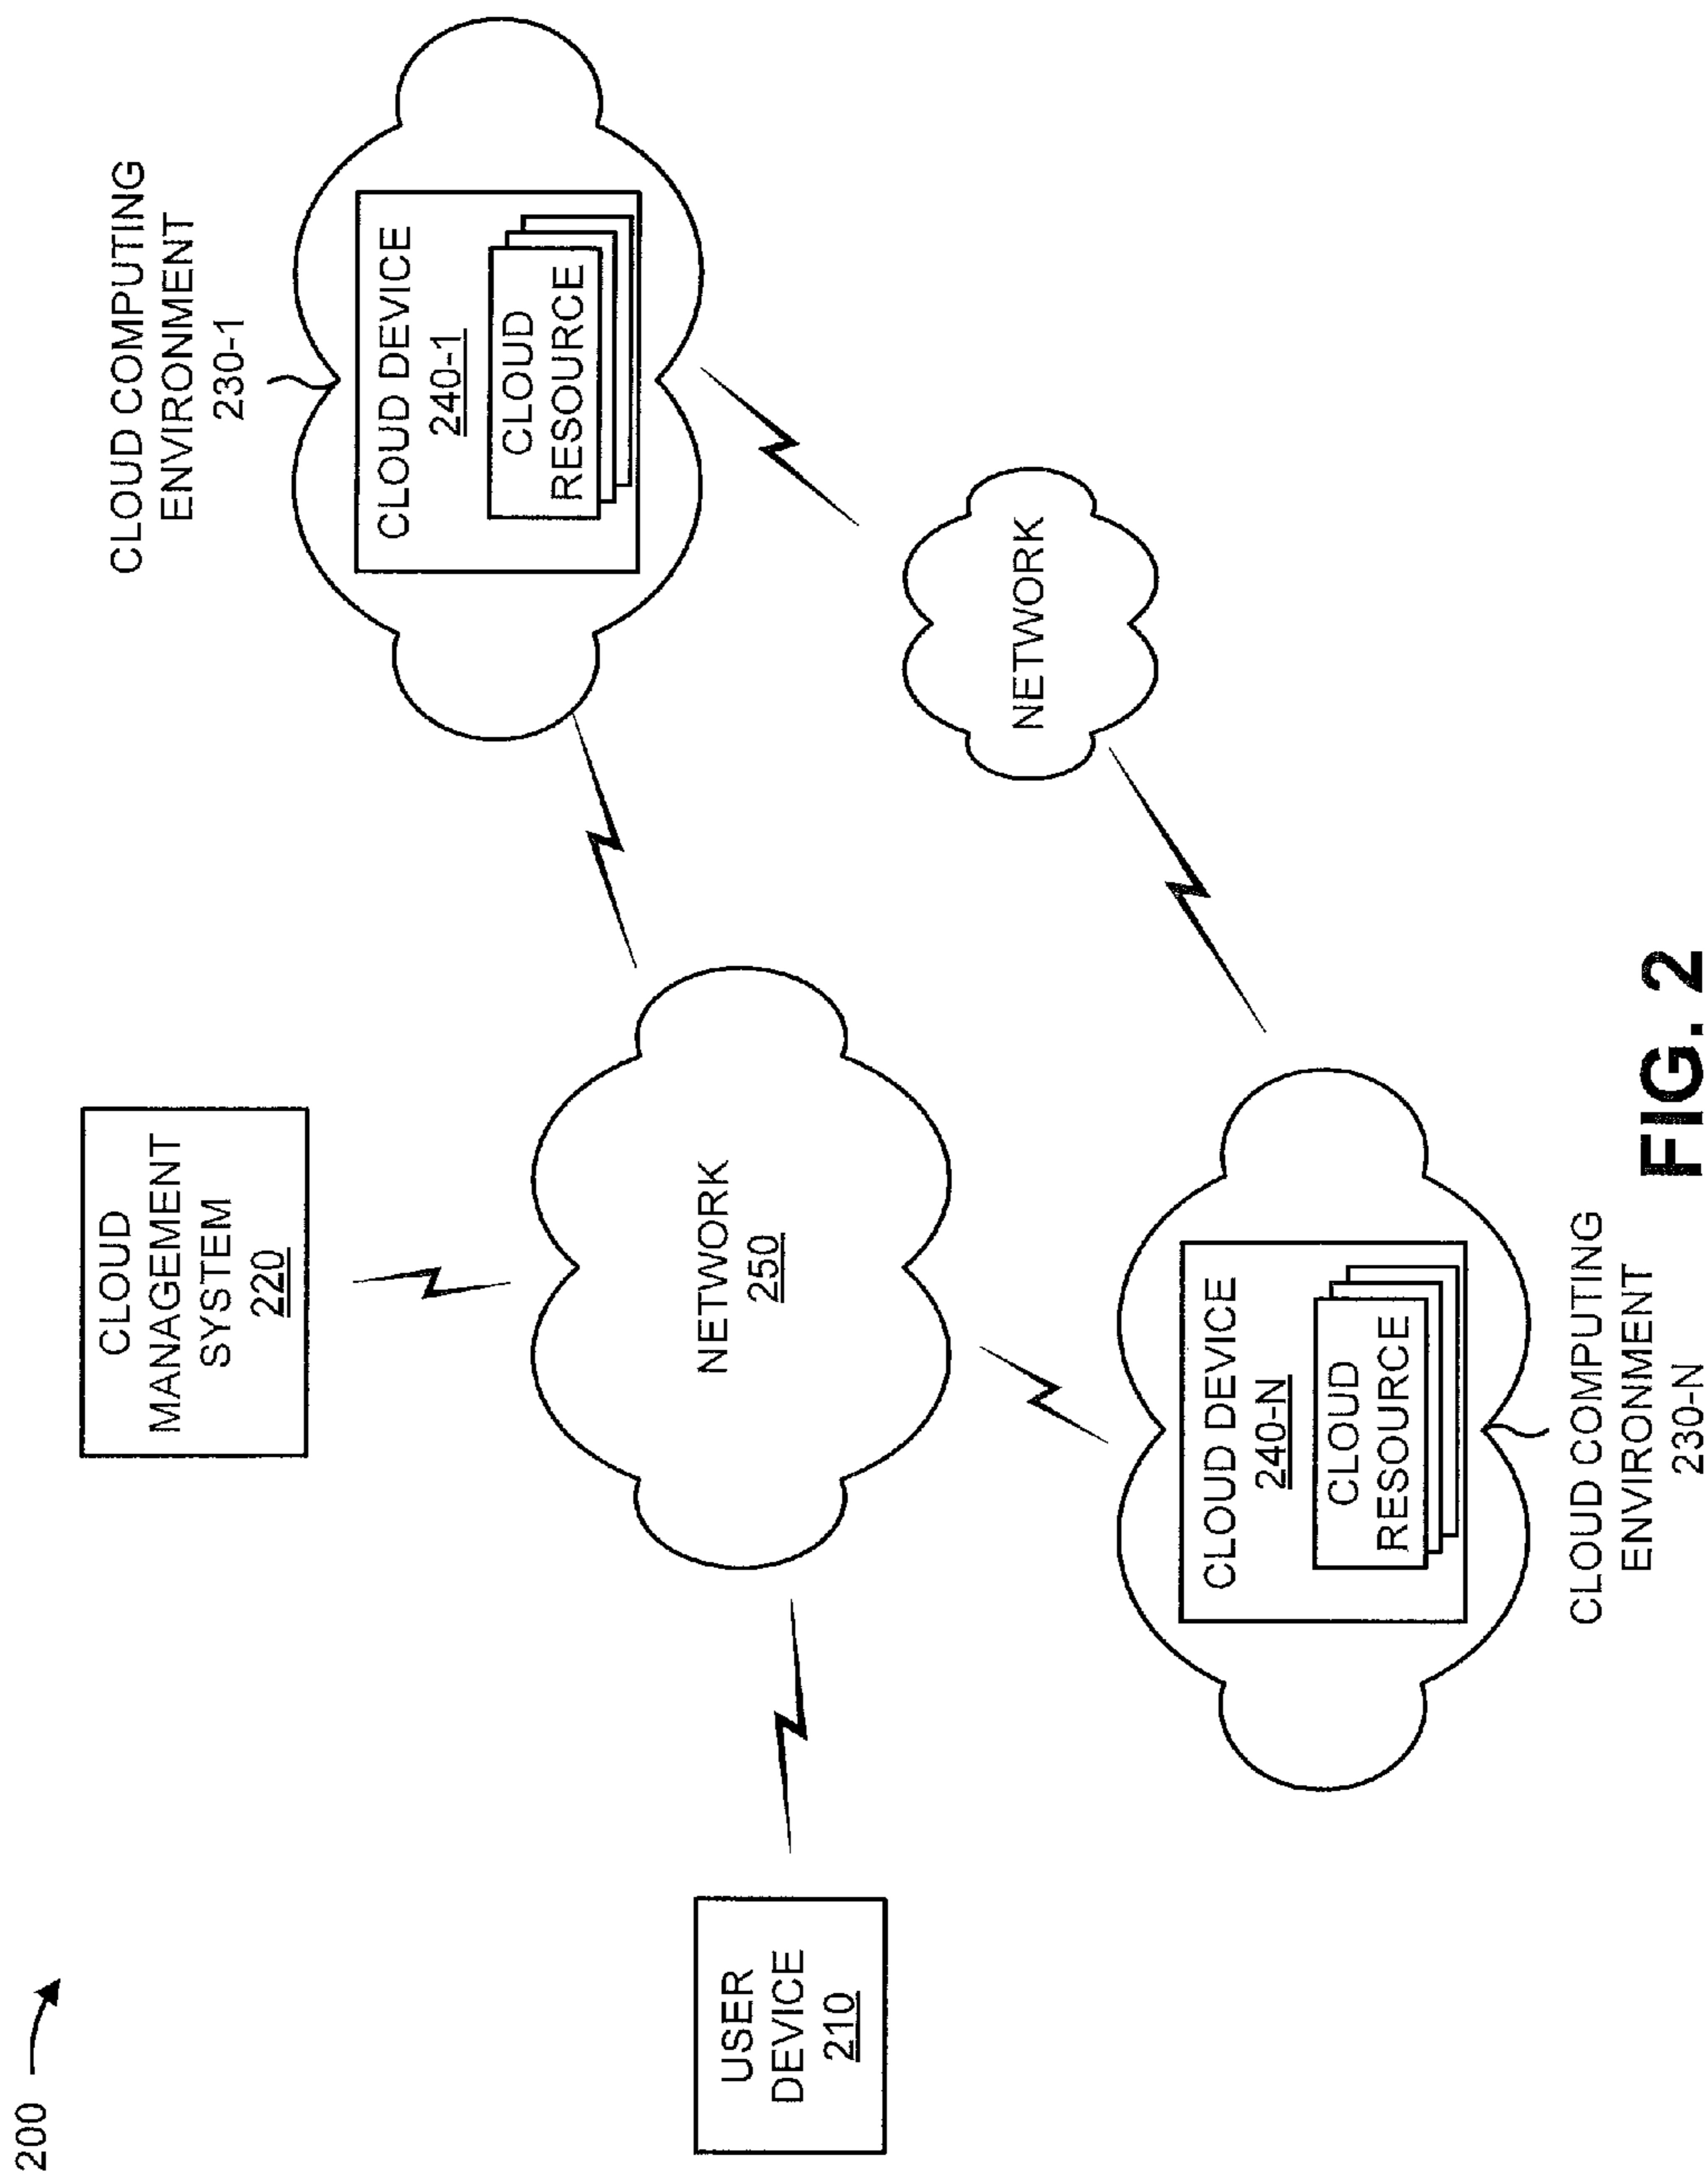 200
CLOUD
MANAGEMENT
SYSTEM
220
CLOUD COMPUTING
ENVIRONMENT
230-1
CLOUD DEVICE
240-1
CLOUD
RESOURCE
USER
DEVICE
210
NETWORK
250
NETWORK
CLOUD DEVICE
240-N
CLOUD
RESOURCE
CLOUD COMPUTING
ENVIRONMENT
230-N
FIG. 2